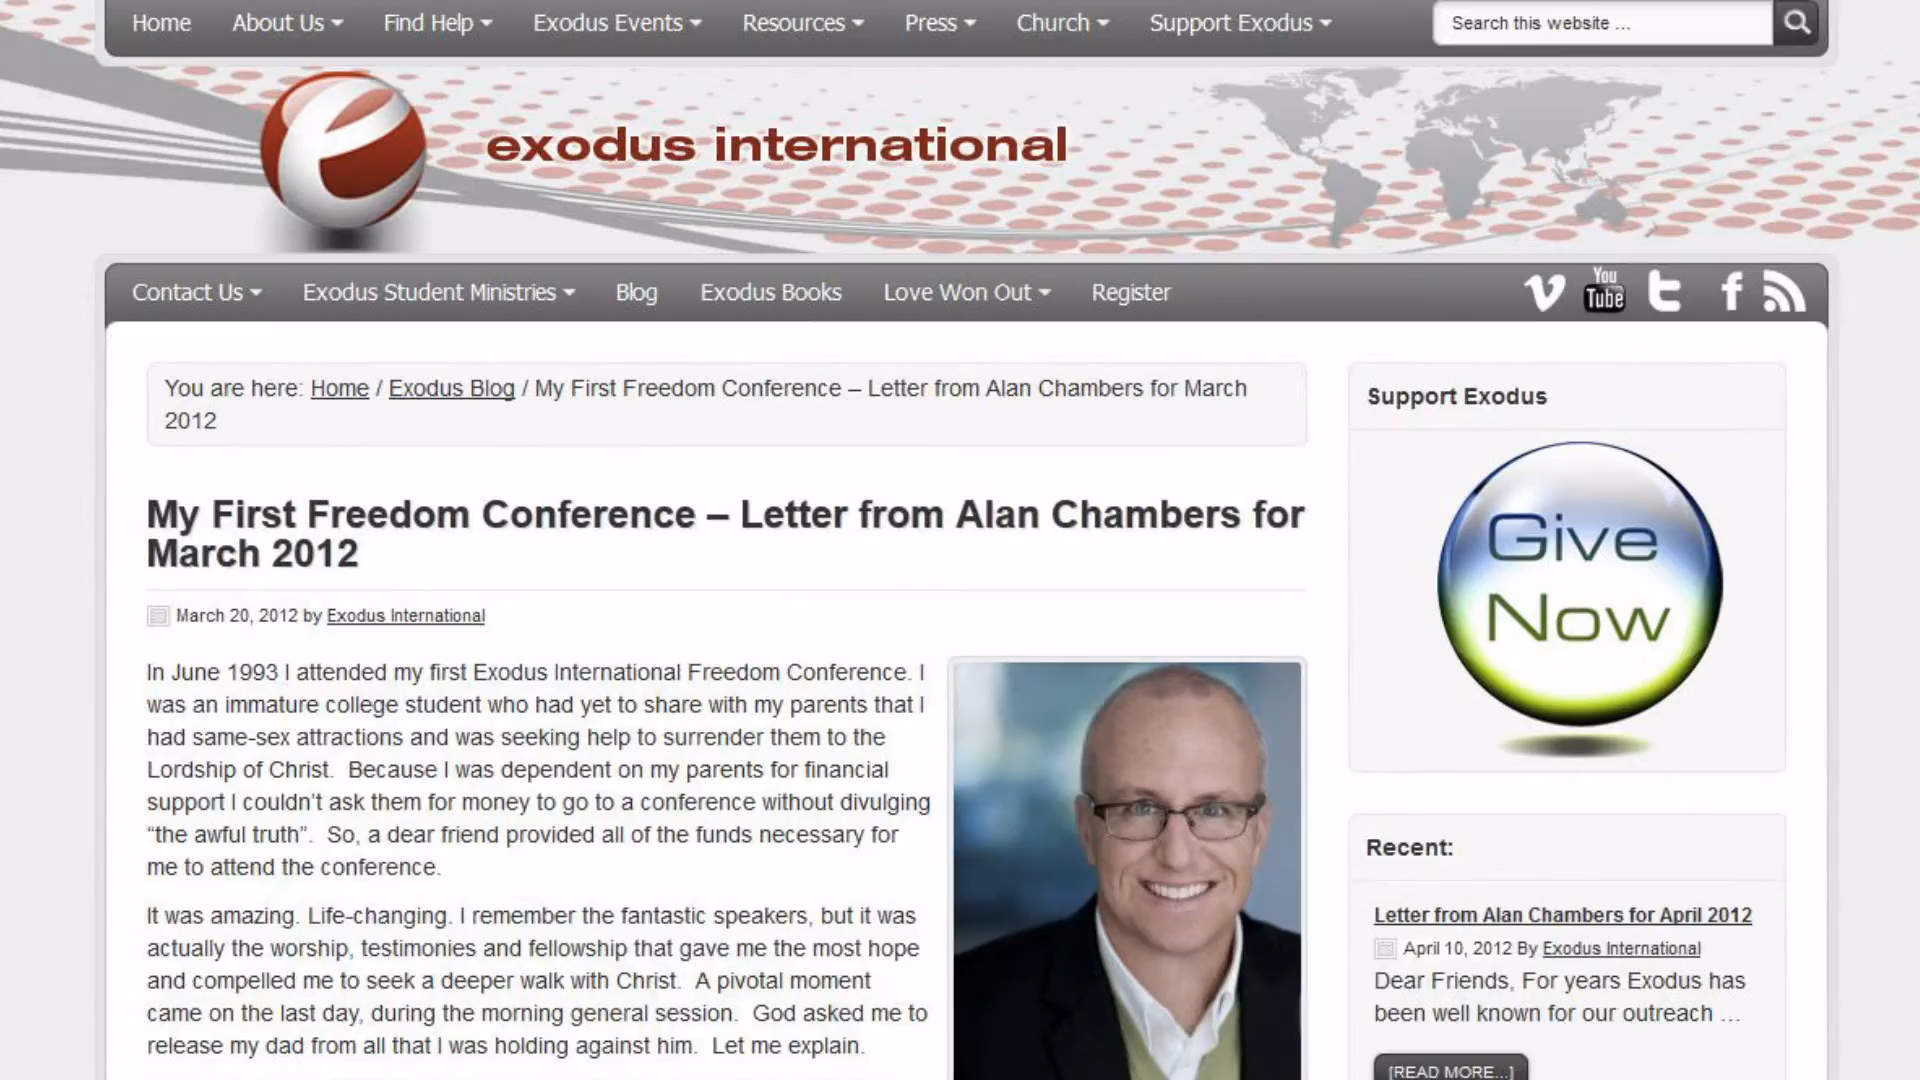 Home About Us Find Help Exodus Events Resources Press Church Support Exodus Search this website ...
exodus international
Contact Us Exodus Student Ministries Blog Exodus Books Love Won Out Register You Tube
You are here: Home / Exodus Blog / My First Freedom Conference – Letter from Alan Chambers for March
2012
My First Freedom Conference – Letter from Alan Chambers for
March 2012
March 20, 2012 by Exodus International
In June 1993 I attended my first Exodus International Freedom Conference. I
was an immature college student who had yet to share with my parents that I
had same-sex attractions and was seeking help to surrender them to the
Lordship of Christ. Because I was dependent on my parents for financial
support I couldn't ask them for money to go to a conference without divulging
“the awful truth”. So, a dear friend provided all of the funds necessary for
me to attend the conference.
It was amazing. Life-changing. I remember the fantastic speakers, but it was
actually the worship, testimonies and fellowship that gave me the most hope
and compelled me to seek a deeper walk with Christ. A pivotal moment
came on the last day, during the morning general session. God asked me to
release my dad from all that I was holding against him. Let me explain.
Support Exodus
Give
Now
Recent:
Letter from Alan Chambers for April 2012
April 10, 2012 By Exodus International
Dear Friends, For years Exodus has
been well known for our outreach ...
[READ MORE...]